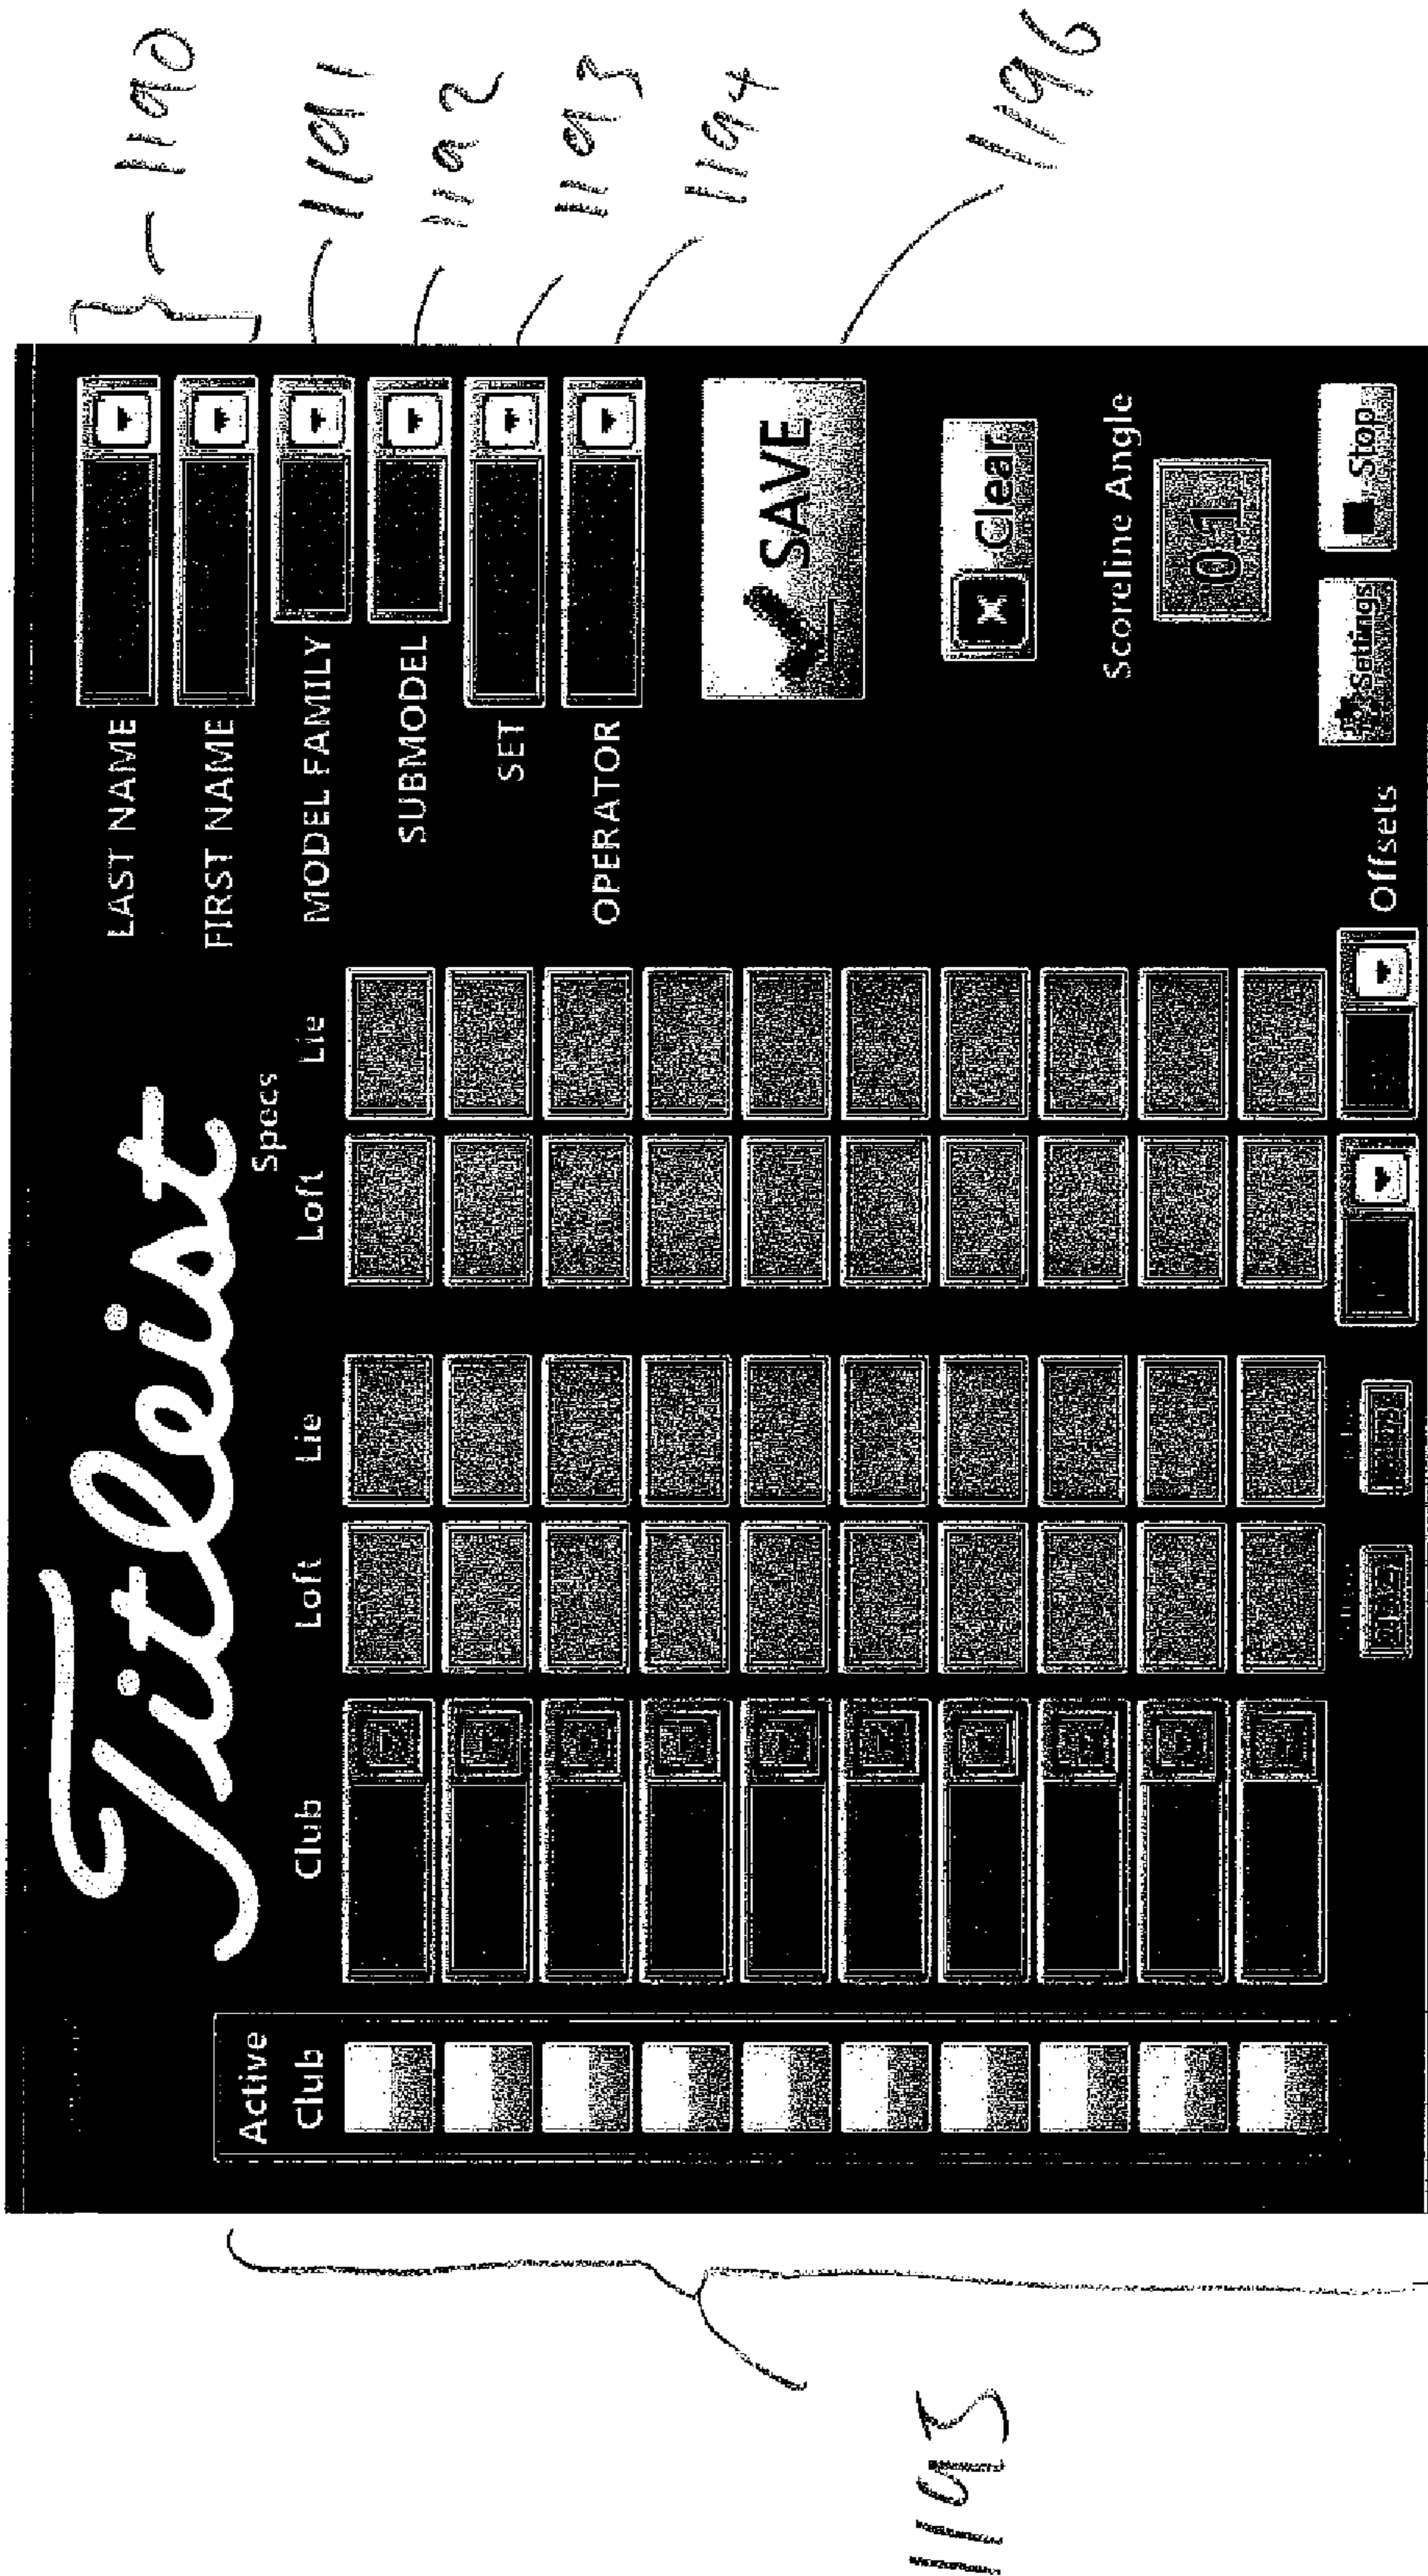 Titleist
Specs
Active
Club
Club
Loft
Lie
Loft
Lie
LAST NAME
FIRST NAME
MODEL FAMILY
SUBMODEL
SET
OPERATOR
SAVE
Clear
Scoreline Angle
0.1
Offsets
Settings
Stop
1190
1191
1192
1193
1194
1196
1195